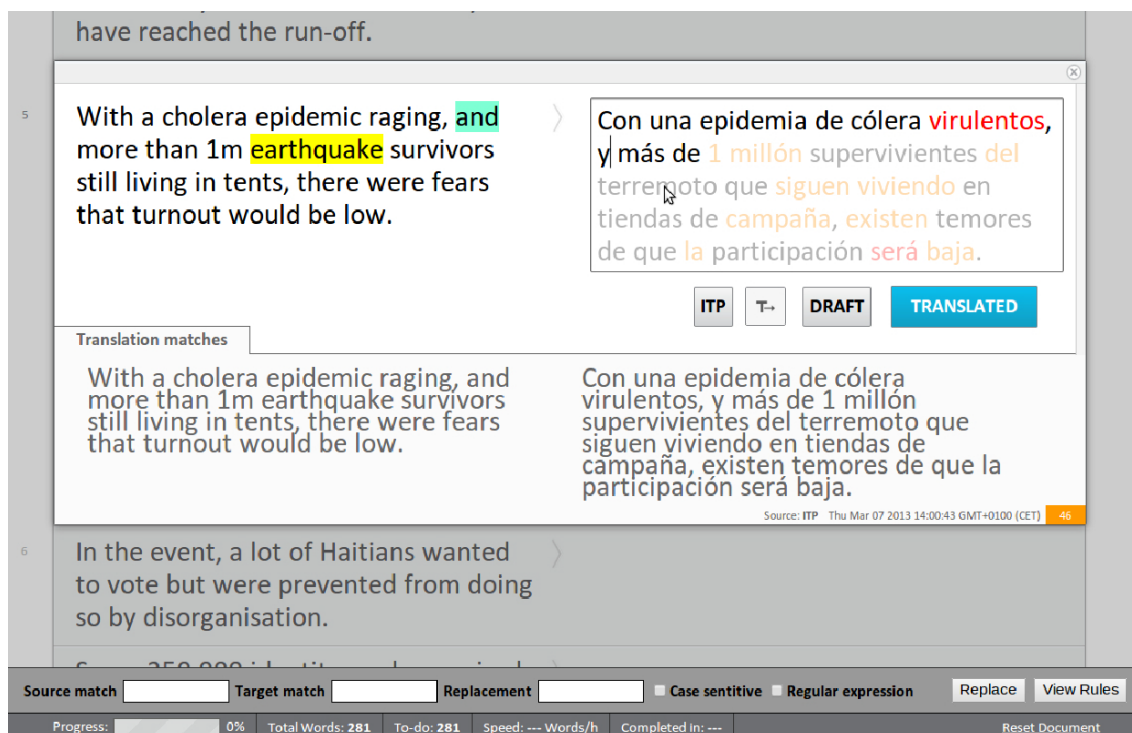 have reached the run-off.
5
With a cholera epidemic raging, and
more than 1m earthquake survivors
still living in tents, there were fears
that turnout would be low.
Con una epidemia de cólera virulentos,
y más de 1 millón supervivientes del
terremoto que siguen viviendo en
tiendas de campaña, existen temores
de que la participación será baja.
ITP T→ DRAFT TRANSLATED
Translation matches
With a cholera epidemic raging, and
more than 1m earthquake survivors
still living in tents, there were fears
that turnout would be low.
Con una epidemia de cólera
virulentos, y más de 1 millón
supervivientes del terremoto que
siguen viviendo en tiendas de
campaña, existen temores de que la
participación será baja.
Source: ITP Thu Mar 07 2013 14:00:43 GMT+0100 (CET) 46
6
In the event, a lot of Haitians wanted
to vote but were prevented from doing
so by disorganisation.
Source match Target match Replacement Case sentitive Regular expression Replace View Rules
Progress: 0% Total Words: 281 To-do: 281 Speed: --- Words/h Completed In: --- Reset Document